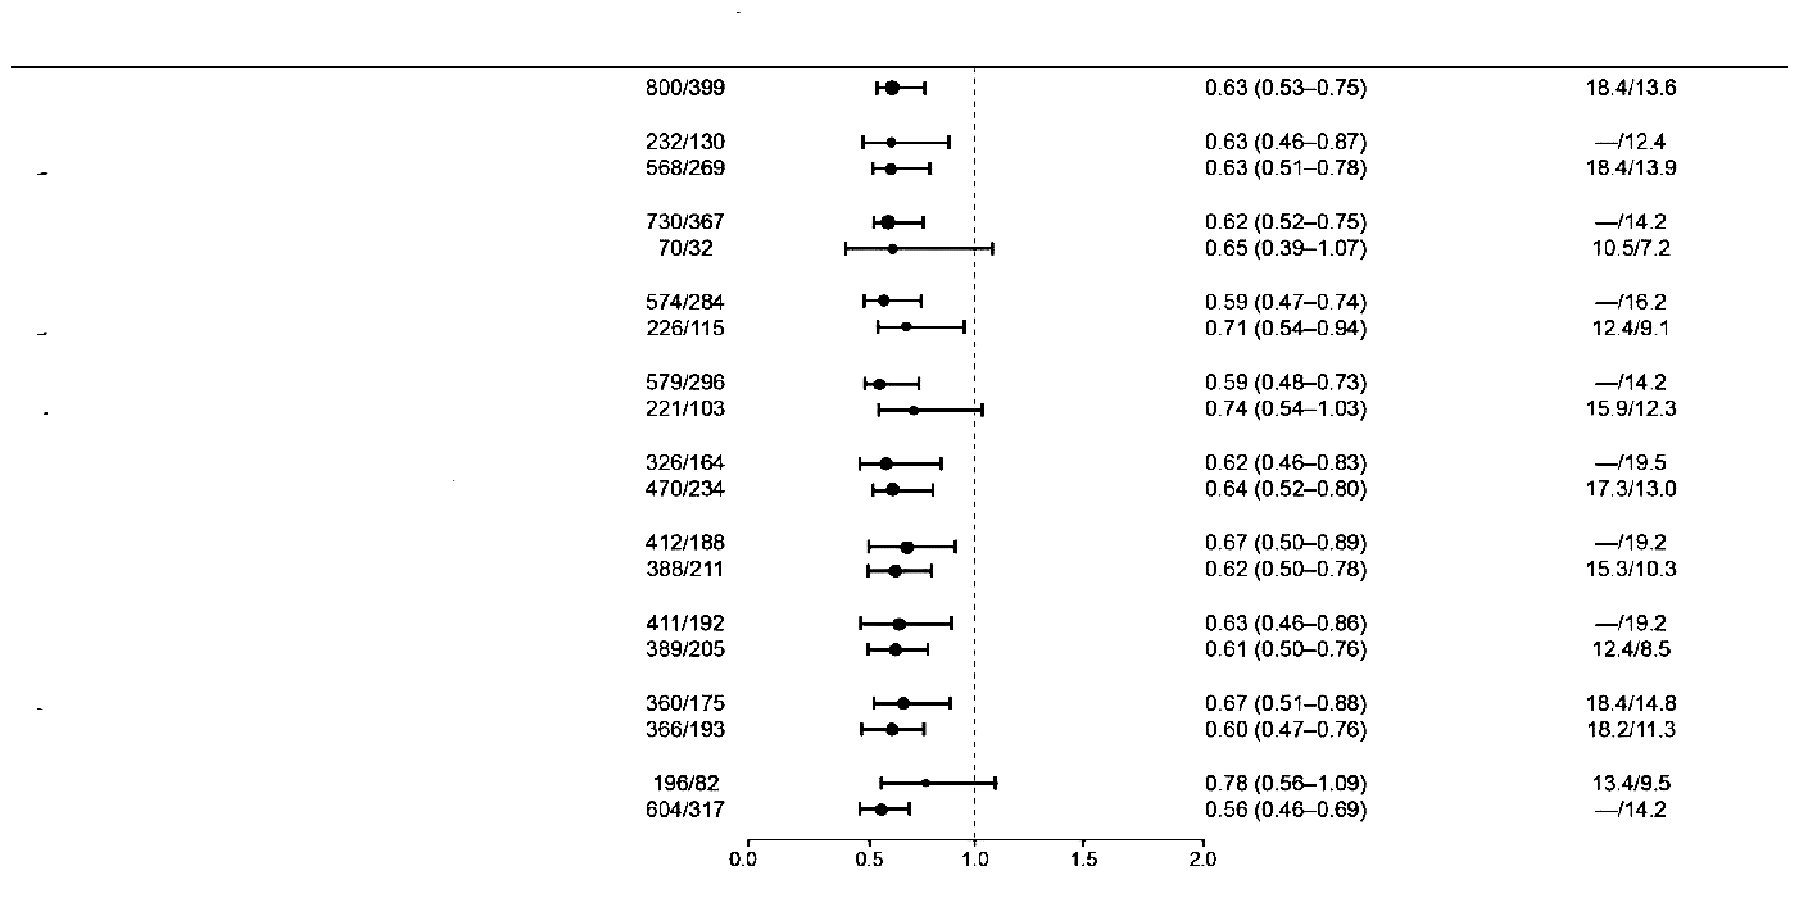 800/399 0.63 (0.53–0.75) 18.4/13.6
232/130 0.63 (0.46–0.87) —/12.4
568/269 0.63 (0.51–0.78) 18.4/13.9
730/367 0.62 (0.52–0.75) —/14.2
70/32 0.65 (0.39–1.07) 10.5/7.2
574/284 0.59 (0.47–0.74) —/16.2
226/115 0.71 (0.54–0.94) 12.4/9.1
579/296 0.59 (0.48–0.73) —/14.2
221/103 0.74 (0.54–1.03) 15.9/12.3
326/164 0.62 (0.46–0.83) —/19.5
470/234 0.64 (0.52–0.80) 17.3/13.0
412/188 0.67 (0.50–0.89) —/19.2
388/211 0.62 (0.50–0.78) 15.3/10.3
411/192 0.63 (0.46–0.86) —/19.2
389/205 0.61 (0.50–0.76) 12.4/8.5
360/175 0.67 (0.51–0.88) 18.4/14.8
366/193 0.60 (0.47–0.76) 18.2/11.3
196/82 0.78 (0.56–1.09) 13.4/9.5
604/317 0.56 (0.46–0.69) —/14.2
0.0 0.5 1.0 1.5 2.0